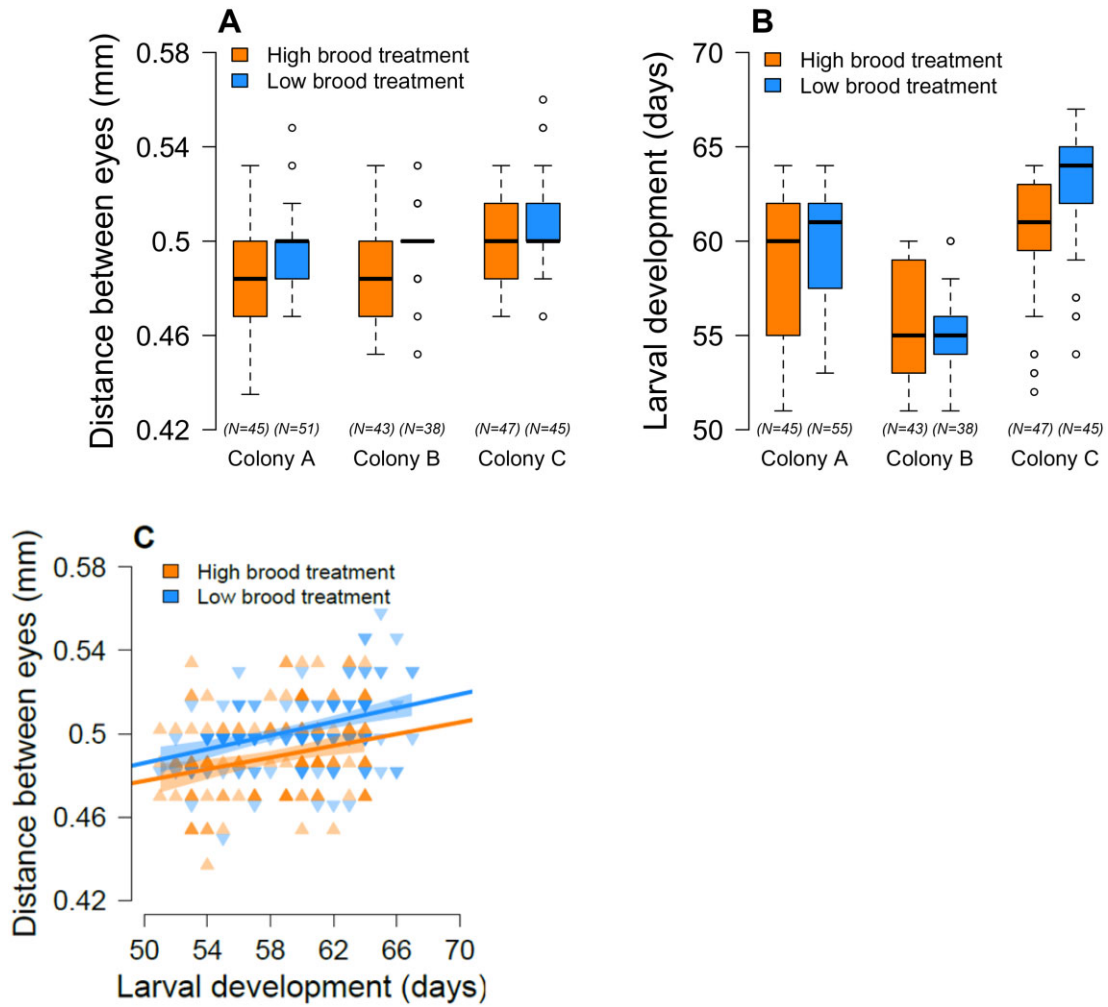 A
Distance between eyes (mm)
0.58
0.54
0.5
0.46
0.42
High brood treatment
Low brood treatment
(N=45) (N=51) (N=43) (N=38) (N=47) (N=45)
Colony A Colony B Colony C
B
Larval development (days)
70
65
60
55
50
High brood treatment
Low brood treatment
(N=45) (N=55) (N=43) (N=38) (N=47) (N=45)
Colony A Colony B Colony C
C
Distance between eyes (mm)
0.58
0.54
0.5
0.46
0.42
High brood treatment
Low brood treatment
50 54 58 62 66 70
Larval development (days)